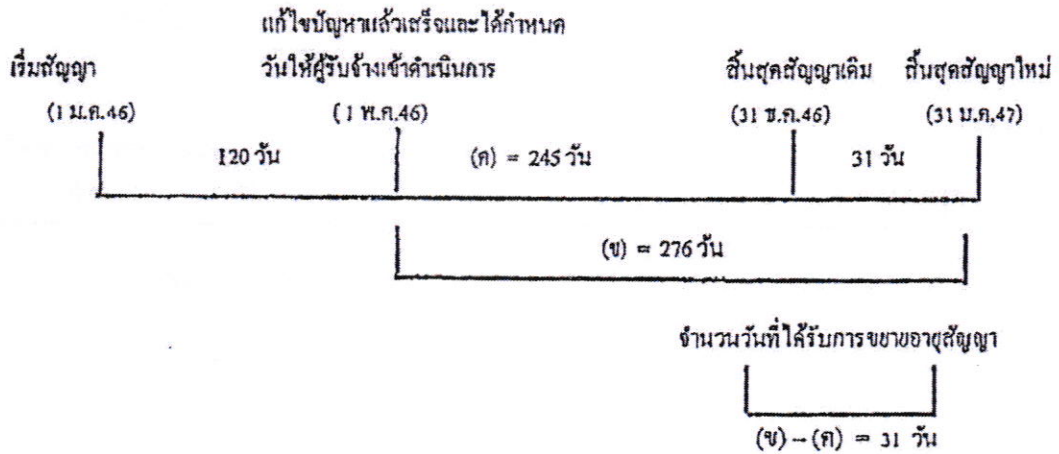 แก้ไขปัญหาแล้วเสร็จและได้กำหนด
เริ่มสัญญา วันให้ผู้รับจ้างเข้าดำเนินการ สิ้นสุดสัญญาเดิม สิ้นสุดสัญญาใหม่
(1 ม.ค.46) (1 พ.ค.46) (31 ธ.ค.46) (31 ม.ค.47)
120 วัน (ค) = 245 วัน 31 วัน
(ข) = 276 วัน
จำนวนวันที่ได้รับการขยายอายุสัญญา
(ข) – (ค) = 31 วัน